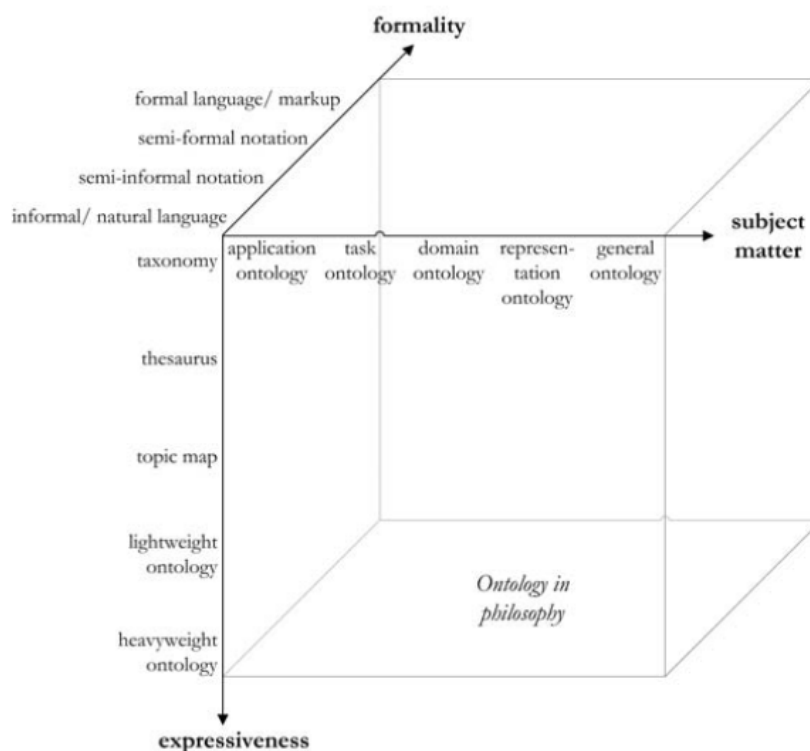 formality
formal language/ markup
semi-formal notation
semi-informal notation
informal/ natural language
subject
matter
taxonomy
application
ontology
task
ontology
domain
ontology
represen-
tation
ontology
general
ontology
thesaurus
topic map
lightweight
ontology
Ontology in
philosophy
heavyweight
ontology
expressiveness